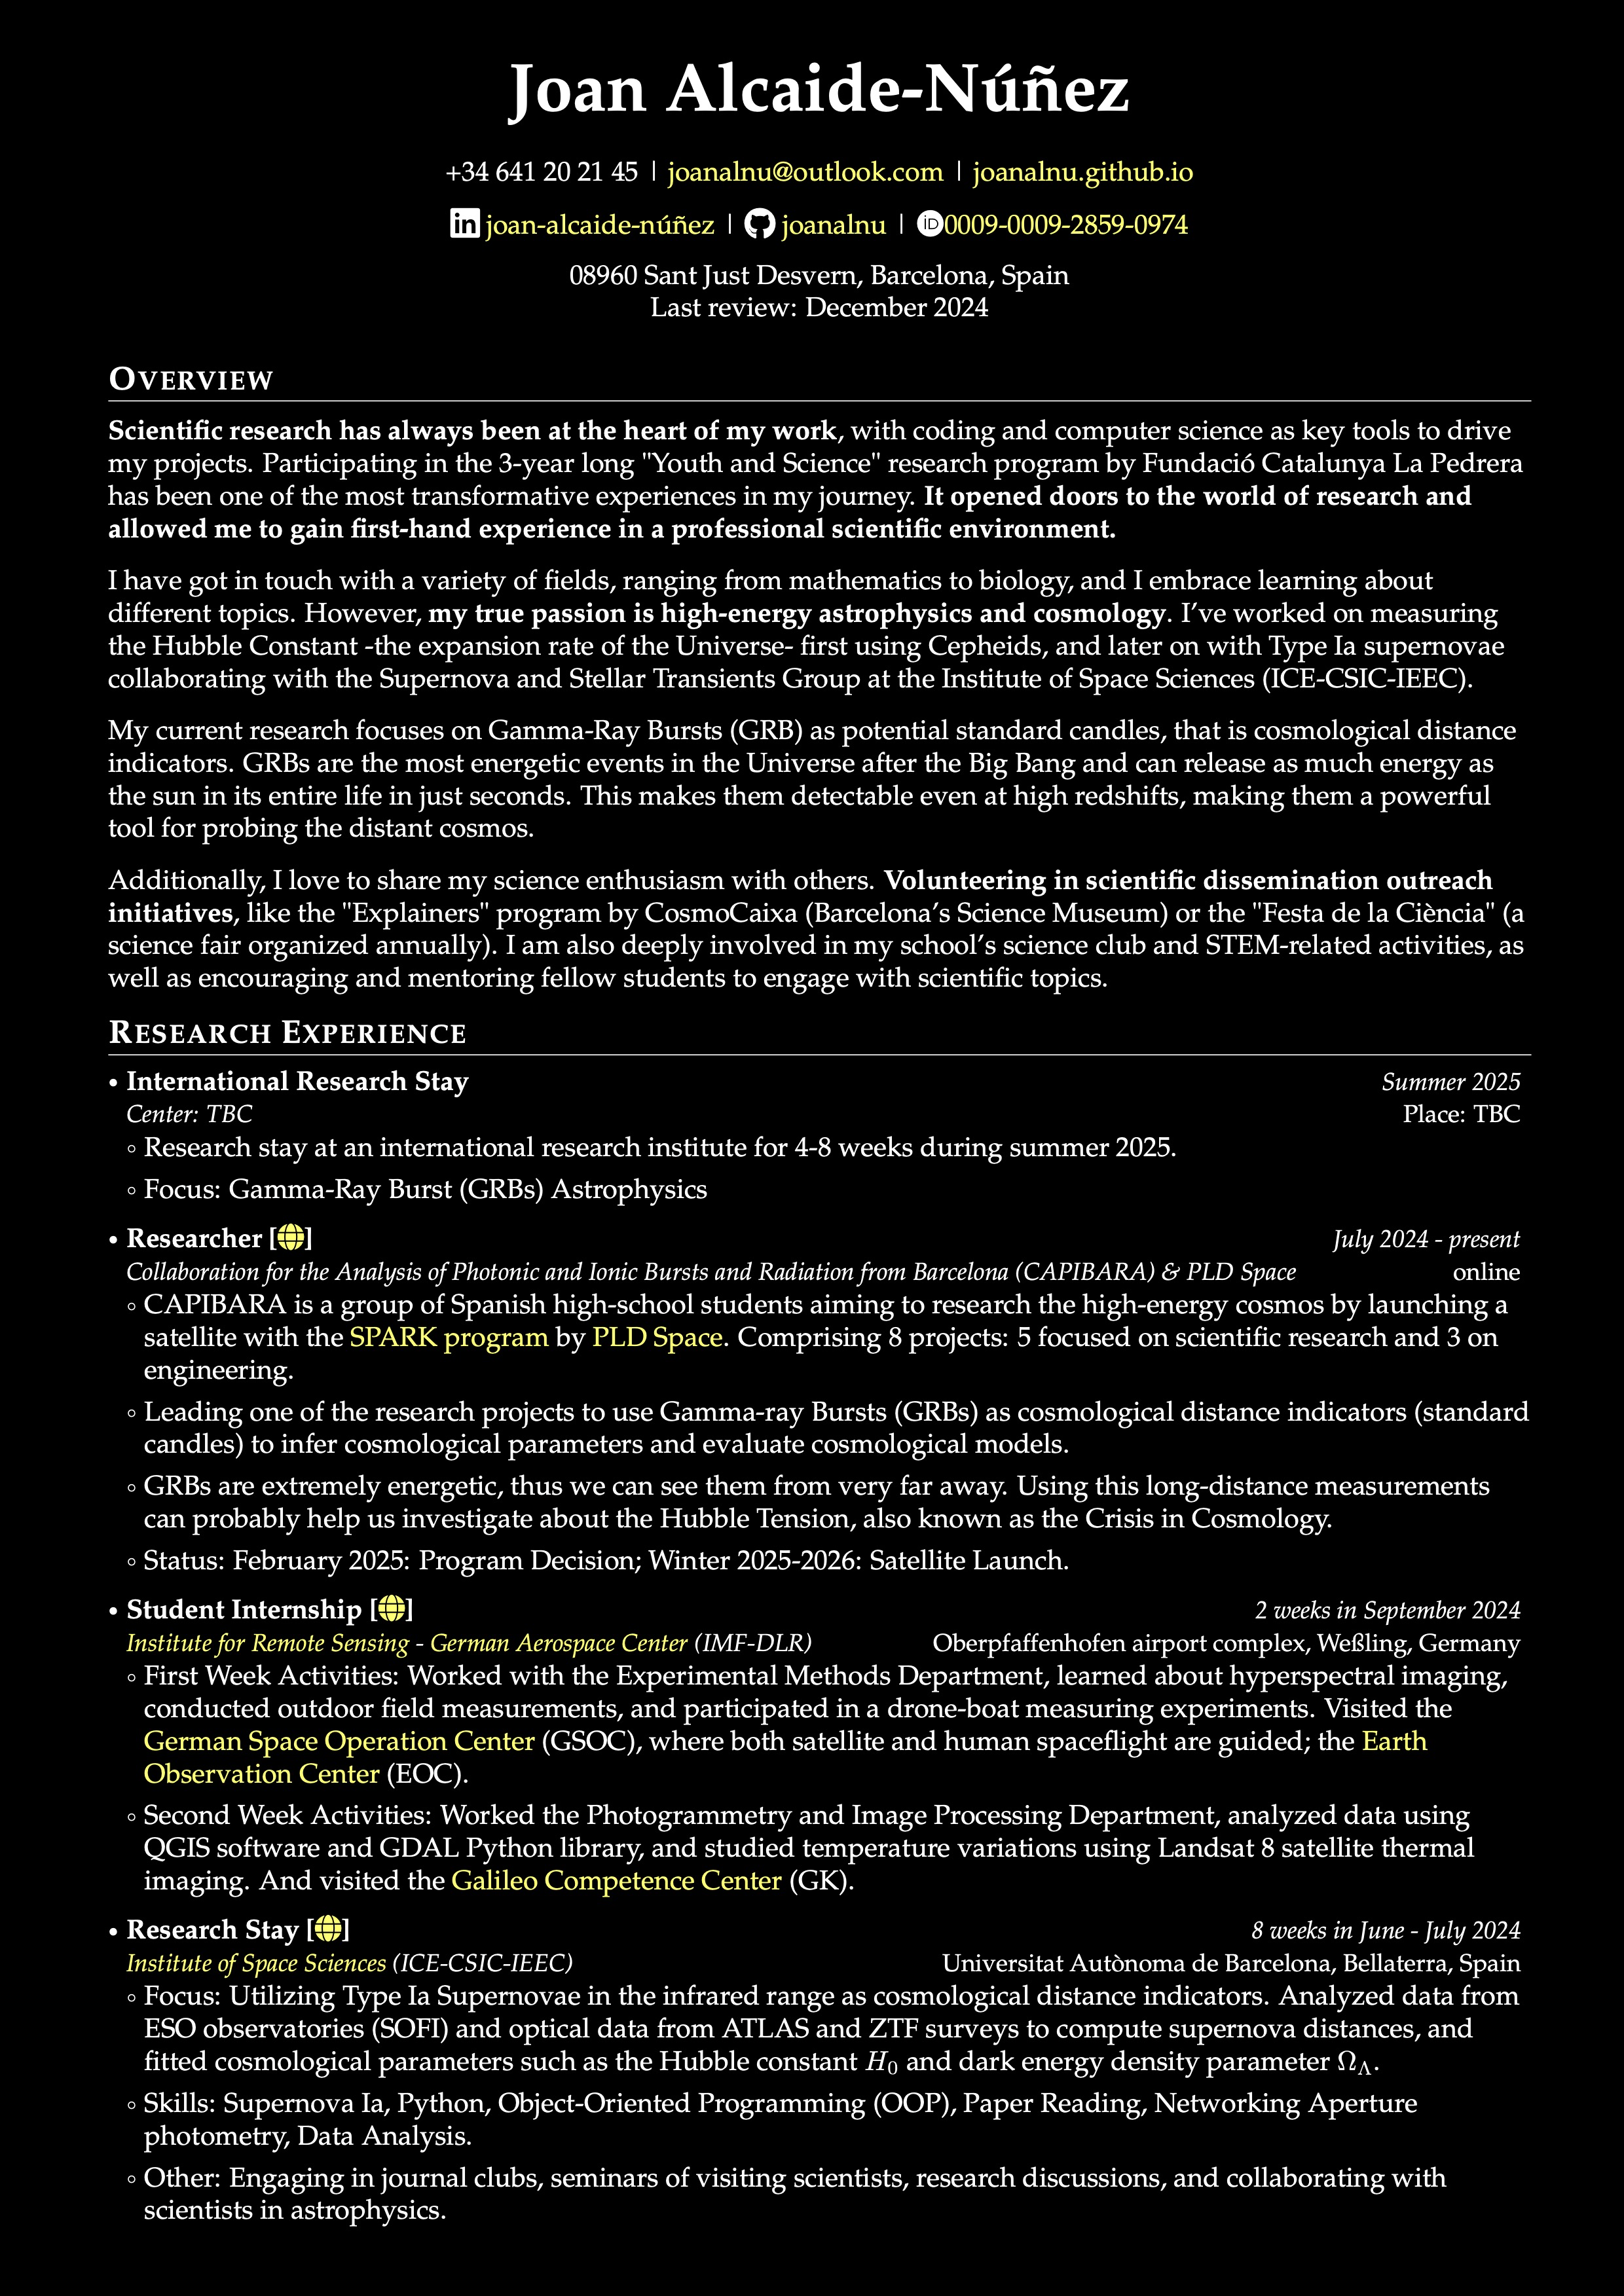 Joan Alcaide-Núñez
+34 641 20 21 45 | joanalnu@outlook.com | joanalnu.github.io
in joan-alcaide-núñez | joanalnu | iD 0009-0009-2859-0974
08960 Sant Just Desvern, Barcelona, Spain
Last review: December 2024
OVERVIEW
Scientific research has always been at the heart of my work, with coding and computer science as key tools to drive
my projects. Participating in the 3-year long "Youth and Science" research program by Fundació Catalunya La Pedrera
has been one of the most transformative experiences in my journey. It opened doors to the world of research and
allowed me to gain first-hand experience in a professional scientific environment.
I have got in touch with a variety of fields, ranging from mathematics to biology, and I embrace learning about
different topics. However, my true passion is high-energy astrophysics and cosmology. I've worked on measuring
the Hubble Constant -the expansion rate of the Universe- first using Cepheids, and later on with Type Ia supernovae
collaborating with the Supernova and Stellar Transients Group at the Institute of Space Sciences (ICE-CSIC-IEEC).
My current research focuses on Gamma-Ray Bursts (GRB) as potential standard candles, that is cosmological distance
indicators. GRBs are the most energetic events in the Universe after the Big Bang and can release as much energy as
the sun in its entire life in just seconds. This makes them detectable even at high redshifts, making them a powerful
tool for probing the distant cosmos.
Additionally, I love to share my science enthusiasm with others. Volunteering in scientific dissemination outreach
initiatives, like the "Explainers" program by CosmoCaixa (Barcelona's Science Museum) or the "Festa de la Ciència" (a
science fair organized annually). I am also deeply involved in my school's science club and STEM-related activities, as
well as encouraging and mentoring fellow students to engage with scientific topics.
RESEARCH EXPERIENCE
• International Research Stay Summer 2025
Center: TBC Place: TBC
◦ Research stay at an international research institute for 4-8 weeks during summer 2025.
◦ Focus: Gamma-Ray Burst (GRBs) Astrophysics
• Researcher [] July 2024 - present
Collaboration for the Analysis of Photonic and Ionic Bursts and Radiation from Barcelona (CAPIBARA) & PLD Space online
◦ CAPIBARA is a group of Spanish high-school students aiming to research the high-energy cosmos by launching a
satellite with the SPARK program by PLD Space. Comprising 8 projects: 5 focused on scientific research and 3 on
engineering.
◦ Leading one of the research projects to use Gamma-ray Bursts (GRBs) as cosmological distance indicators (standard
candles) to infer cosmological parameters and evaluate cosmological models.
◦ GRBs are extremely energetic, thus we can see them from very far away. Using this long-distance measurements
can probably help us investigate about the Hubble Tension, also known as the Crisis in Cosmology.
◦ Status: February 2025: Program Decision; Winter 2025-2026: Satellite Launch.
• Student Internship [] 2 weeks in September 2024
Institute for Remote Sensing - German Aerospace Center (IMF-DLR) Oberpfaffenhofen airport complex, Weßling, Germany
◦ First Week Activities: Worked with the Experimental Methods Department, learned about hyperspectral imaging,
conducted outdoor field measurements, and participated in a drone-boat measuring experiments. Visited the
German Space Operation Center (GSOC), where both satellite and human spaceflight are guided; the Earth
Observation Center (EOC).
◦ Second Week Activities: Worked the Photogrammetry and Image Processing Department, analyzed data using
QGIS software and GDAL Python library, and studied temperature variations using Landsat 8 satellite thermal
imaging. And visited the Galileo Competence Center (GK).
• Research Stay [] 8 weeks in June - July 2024
Institute of Space Sciences (ICE-CSIC-IEEC) Universitat Autònoma de Barcelona, Bellaterra, Spain
◦ Focus: Utilizing Type Ia Supernovae in the infrared range as cosmological distance indicators. Analyzed data from
ESO observatories (SOFI) and optical data from ATLAS and ZTF surveys to compute supernova distances, and
fitted cosmological parameters such as the Hubble constant H₀ and dark energy density parameter Ω_Λ.
◦ Skills: Supernova Ia, Python, Object-Oriented Programming (OOP), Paper Reading, Networking Aperture
photometry, Data Analysis.
◦ Other: Engaging in journal clubs, seminars of visiting scientists, research discussions, and collaborating with
scientists in astrophysics.